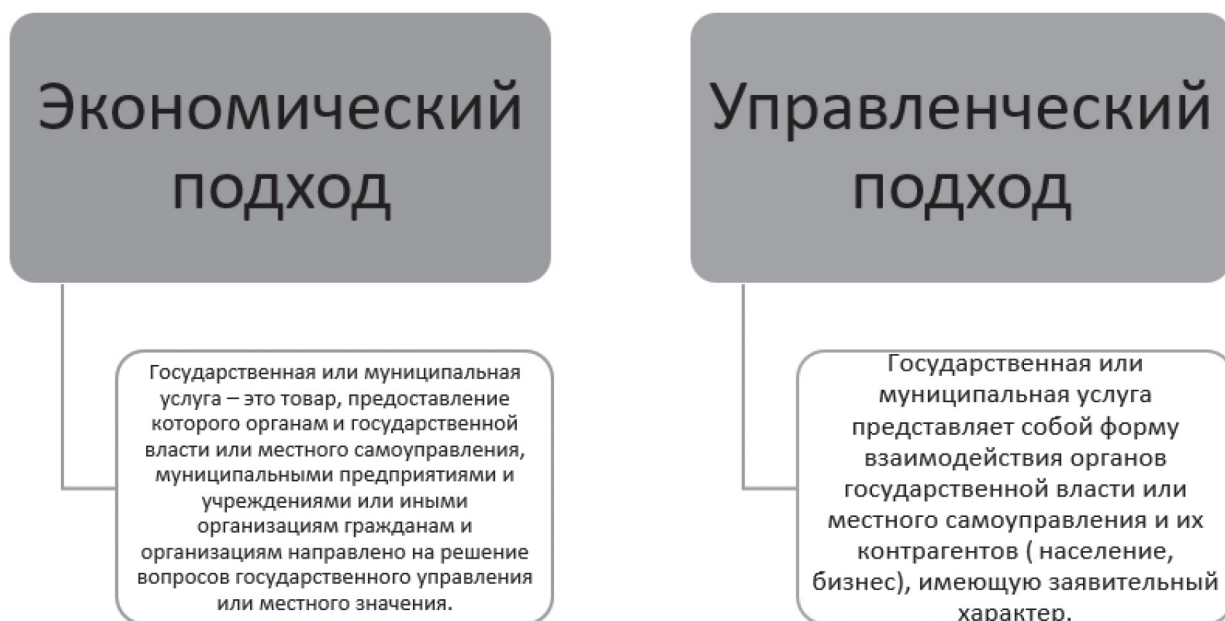 Экономический
подход
Государственная или муниципальная
услуга – это товар, предоставление
которого органам и государственной
власти или местного самоуправления,
муниципальными предприятиями и
учреждениями или иными
организациям гражданам и
организациям направлено на решение
вопросов государственного управления
или местного значения.
Управленческий
подход
Государственная или
муниципальная услуга
представляет собой форму
взаимодействия органов
государственной власти или
местного самоуправления и их
контрагентов ( население,
бизнес), имеющую заявительный
характер.